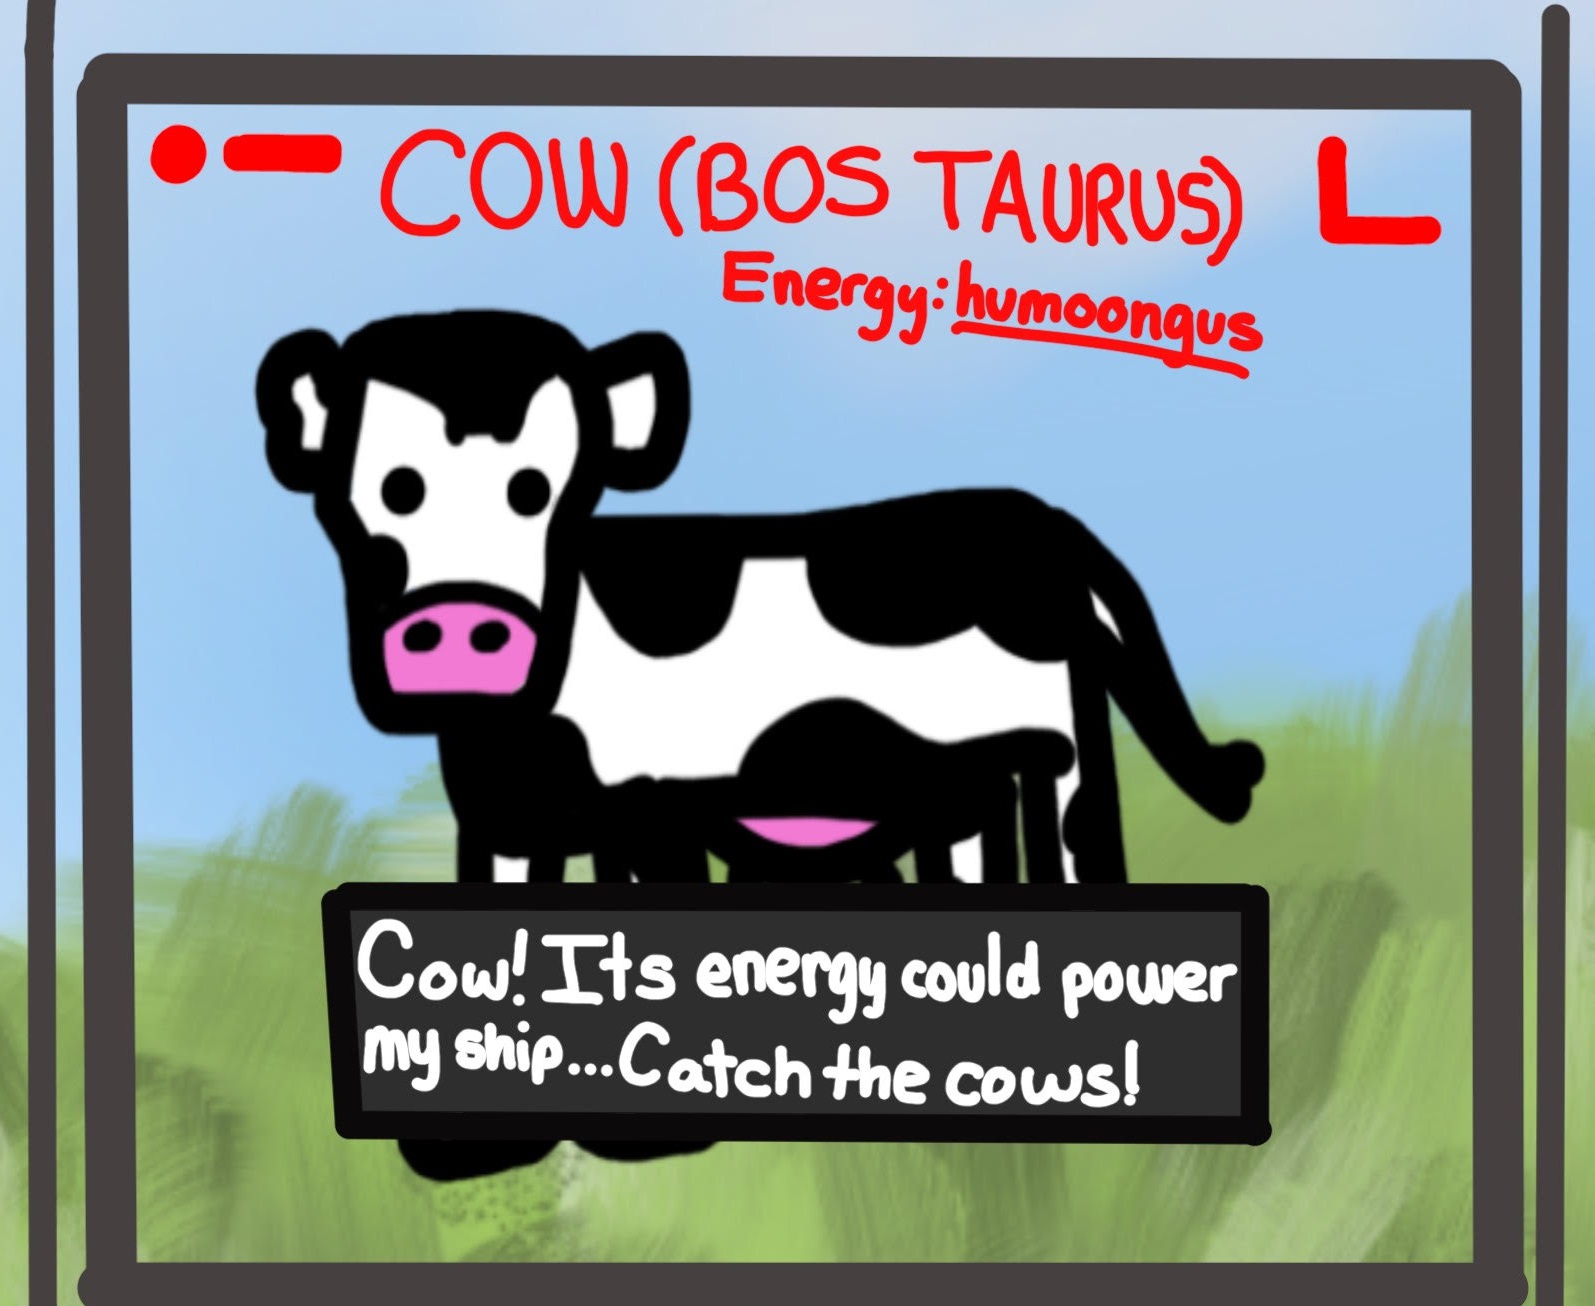 COW (BOS TAURUS)
Energy: humoongus
Cow! Its energy could power
my ship...Catch the cows!